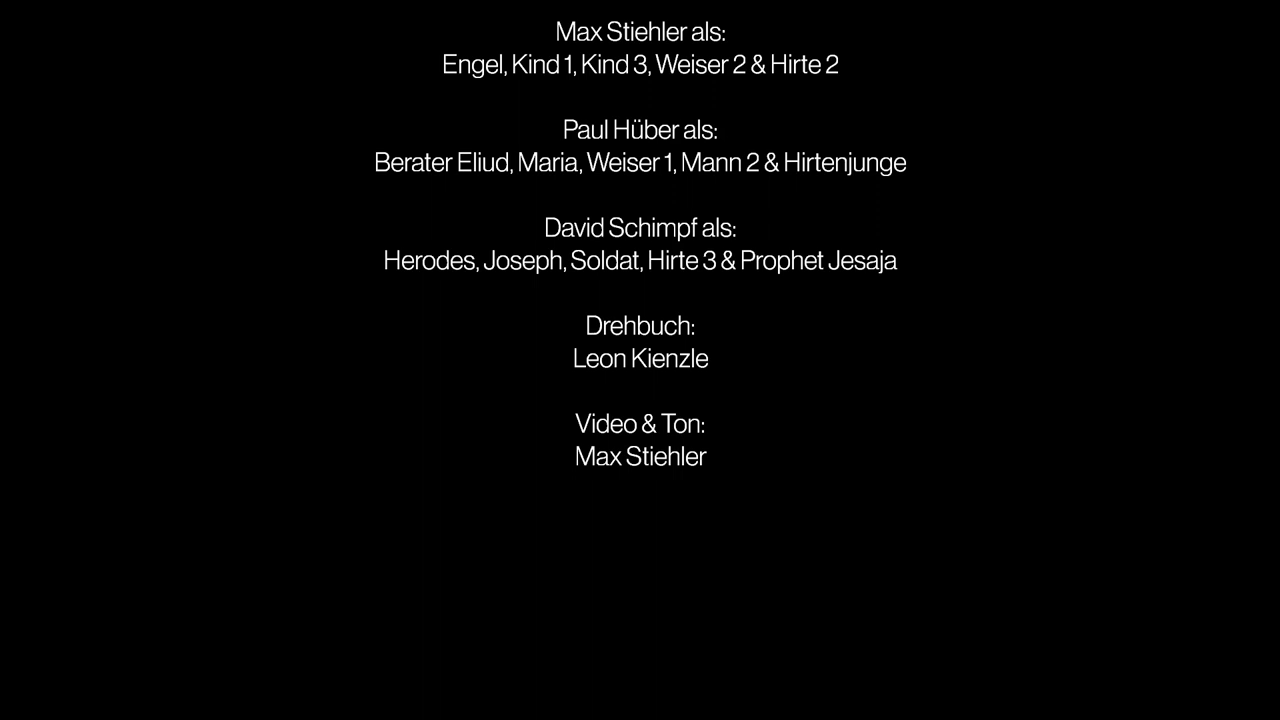 Max Stiehler als:
Engel, Kind 1, Kind 3, Weiser 2 & Hirte 2
Paul Hüber als:
Berater Eliud, Maria, Weiser 1, Mann 2 & Hirtenjunge
David Schimpf als:
Herodes, Joseph, Soldat, Hirte 3 & Prophet Jesaja
Drehbuch:
Leon Kienzle
Video & Ton:
Max Stiehler